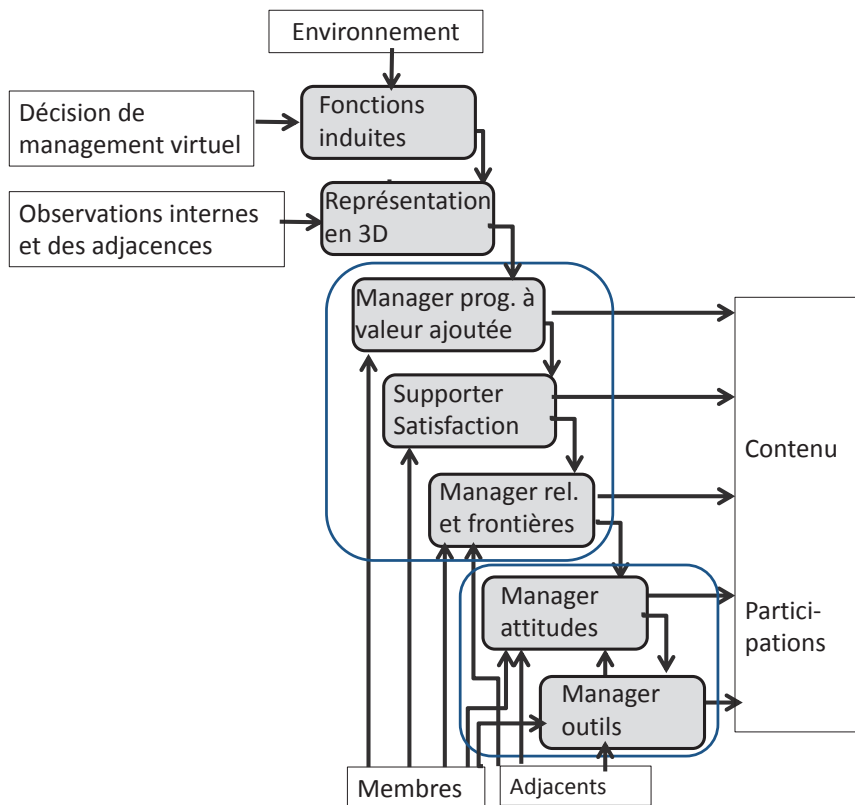 Environnement
Décision de
management virtuel
Fonctions
induites
Observations internes
et des adjacences
Représentation
en 3D
Manager prog. à
valeur ajoutée
Supporter
Satisfaction
Contenu
Manager rel.
et frontières
Manager
attitudes
Partici-
pations
Manager
outils
Membres
Adjacents